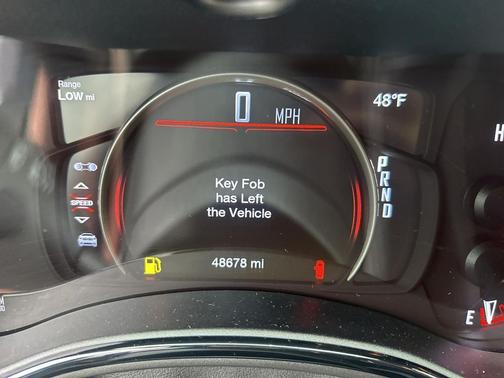 Range
Low mi
48°F
0 MPH
Key Fob
has Left
the Vehicle
SPEED
P
R
N
D
48678 mi
H
E